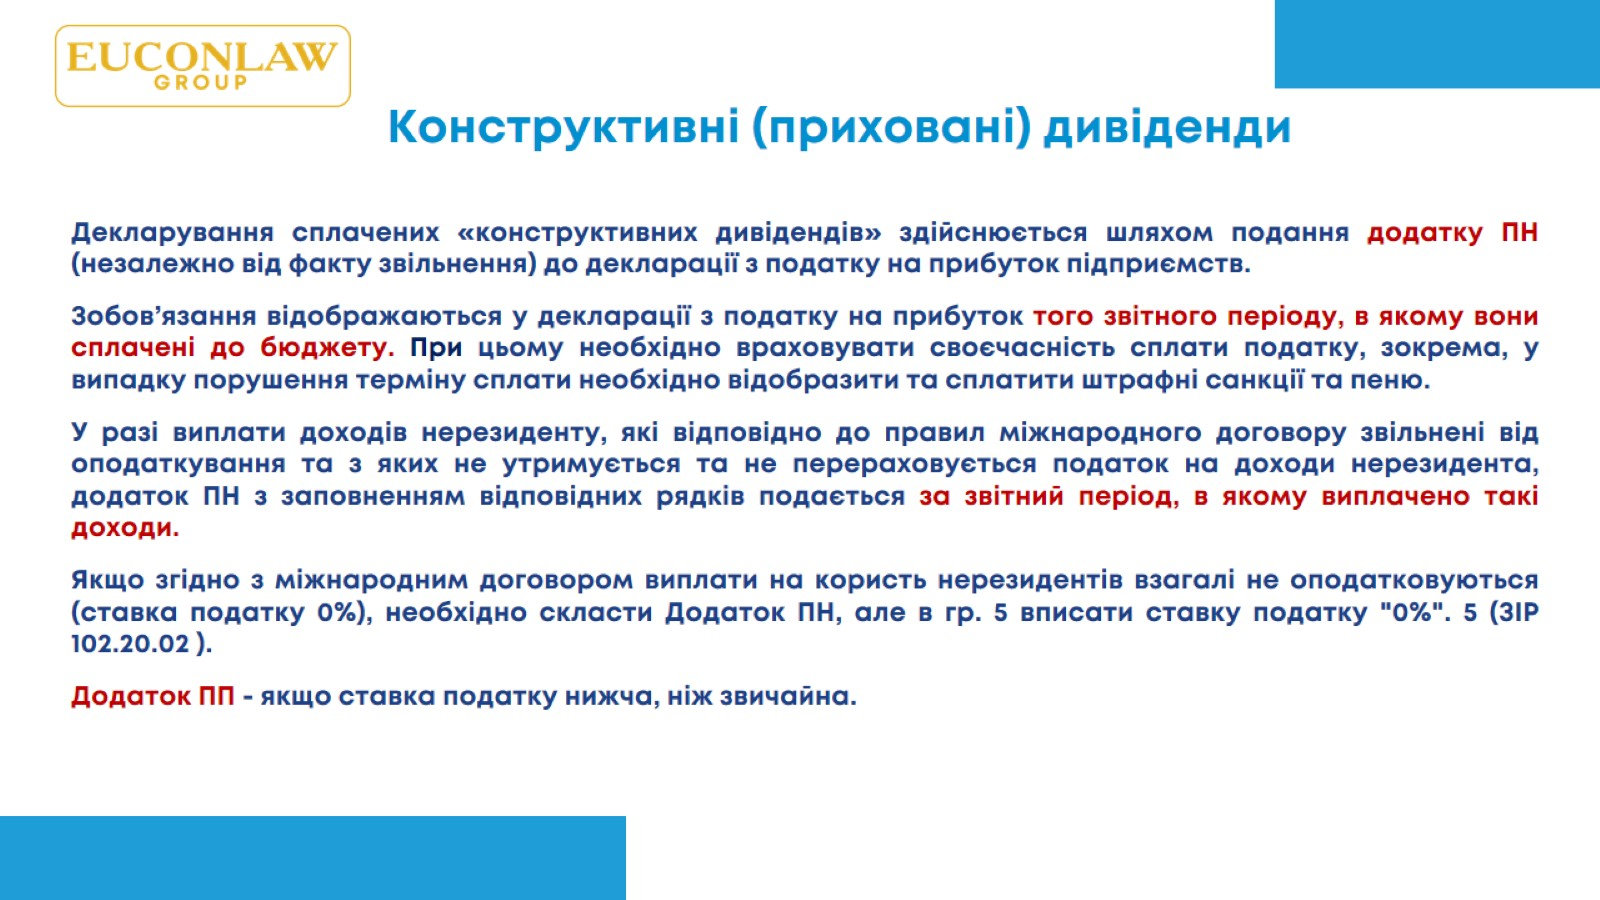 EUCONLAW
GROUP
Конструктивні (приховані) дивіденди
Декларування сплачених «конструктивних дивідендів» здійснюється шляхом подання додатку ПН
(незалежно від факту звільнення) до декларації з податку на прибуток підприємств.
Зобов’язання відображаються у декларації з податку на прибуток того звітного періоду, в якому вони
сплачені до бюджету. При цьому необхідно враховувати своєчасність сплати податку, зокрема, у
випадку порушення терміну сплати необхідно відобразити та сплатити штрафні санкції та пеню.
У разі виплати доходів нерезиденту, які відповідно до правил міжнародного договору звільнені від
оподаткування та з яких не утримується та не перераховується податок на доходи нерезидента,
додаток ПН з заповненням відповідних рядків подається за звітний період, в якому виплачено такі
доходи.
Якщо згідно з міжнародним договором виплати на користь нерезидентів взагалі не оподатковуються
(ставка податку 0%), необхідно скласти Додаток ПН, але в гр. 5 вписати ставку податку "0%". 5 (ЗІР
102.20.02 ).
Додаток ПП - якщо ставка податку нижча, ніж звичайна.